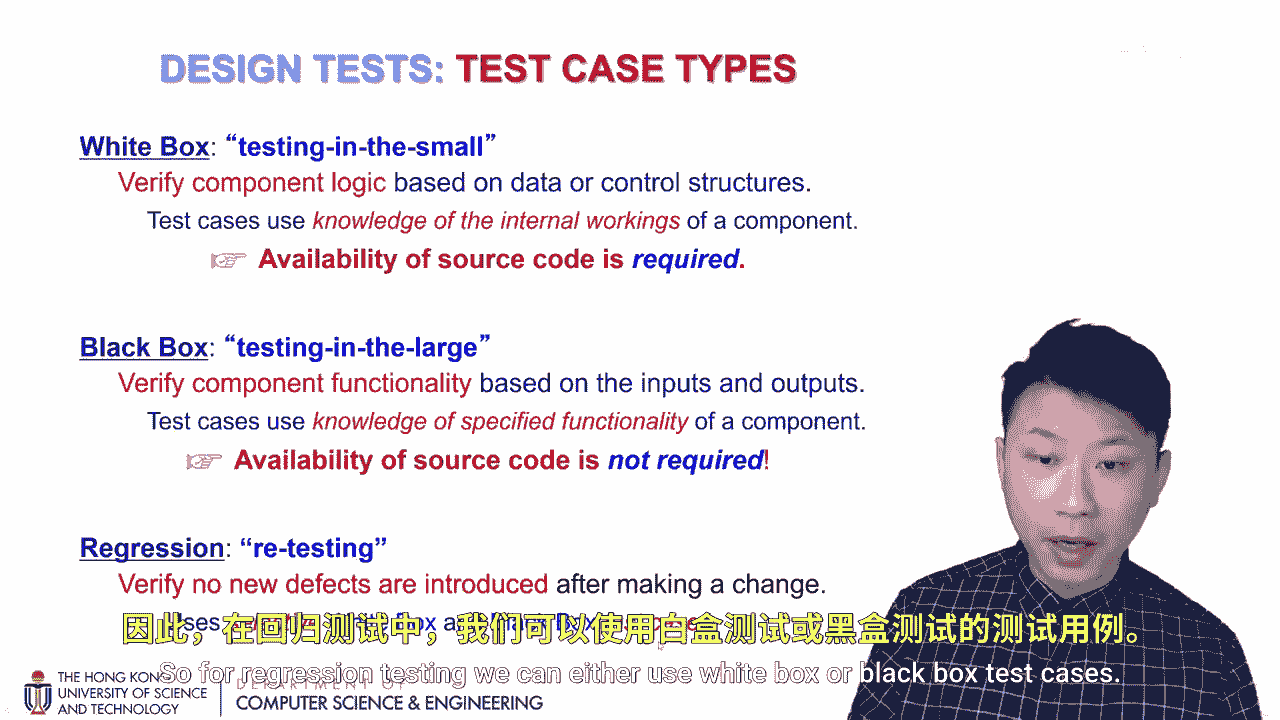 DESIGN TESTS: TEST CASE TYPES
White Box: “testing-in-the-small”
Verify component logic based on data or control structures.
Test cases use knowledge of the internal workings of a component.
☞ Availability of source code is required.
Black Box: “testing-in-the-large”
Verify component functionality based on the inputs and outputs.
Test cases use knowledge of specified functionality of a component.
☞ Availability of source code is not required!
Regression: “re-testing”
Verify no new defects are introduced after making a change.
因此，在回归测试中，我们可以使用白盒测试或黑盒测试的测试用例。
So for regression testing we can either use white box or black box test cases.
THE HONG KONG
UNIVERSITY OF SCIENCE
AND TECHNOLOGY
DEPARTMENT OF
COMPUTER SCIENCE & ENGINEERING